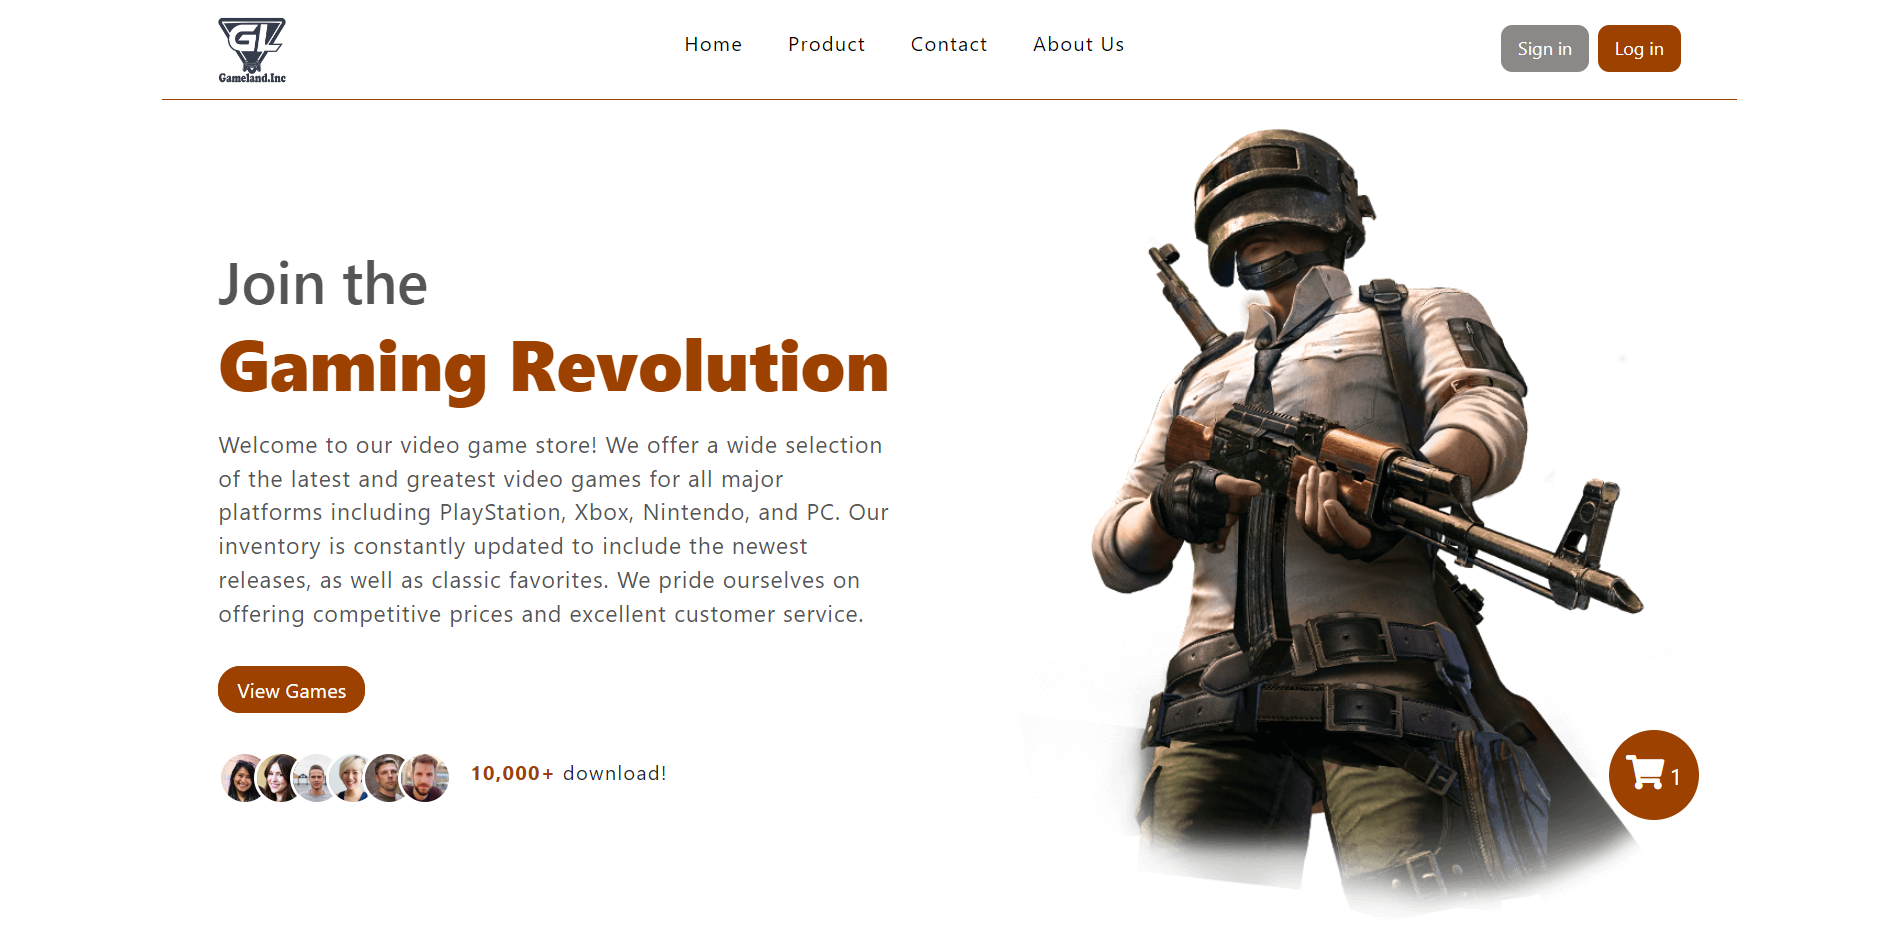 GL
Gameland.Inc
Home Product Contact About Us
Sign in Log in
Join the
Gaming Revolution
Welcome to our video game store! We offer a wide selection
of the latest and greatest video games for all major
platforms including PlayStation, Xbox, Nintendo, and PC. Our
inventory is constantly updated to include the newest
releases, as well as classic favorites. We pride ourselves on
offering competitive prices and excellent customer service.
View Games
10,000+ download!
1